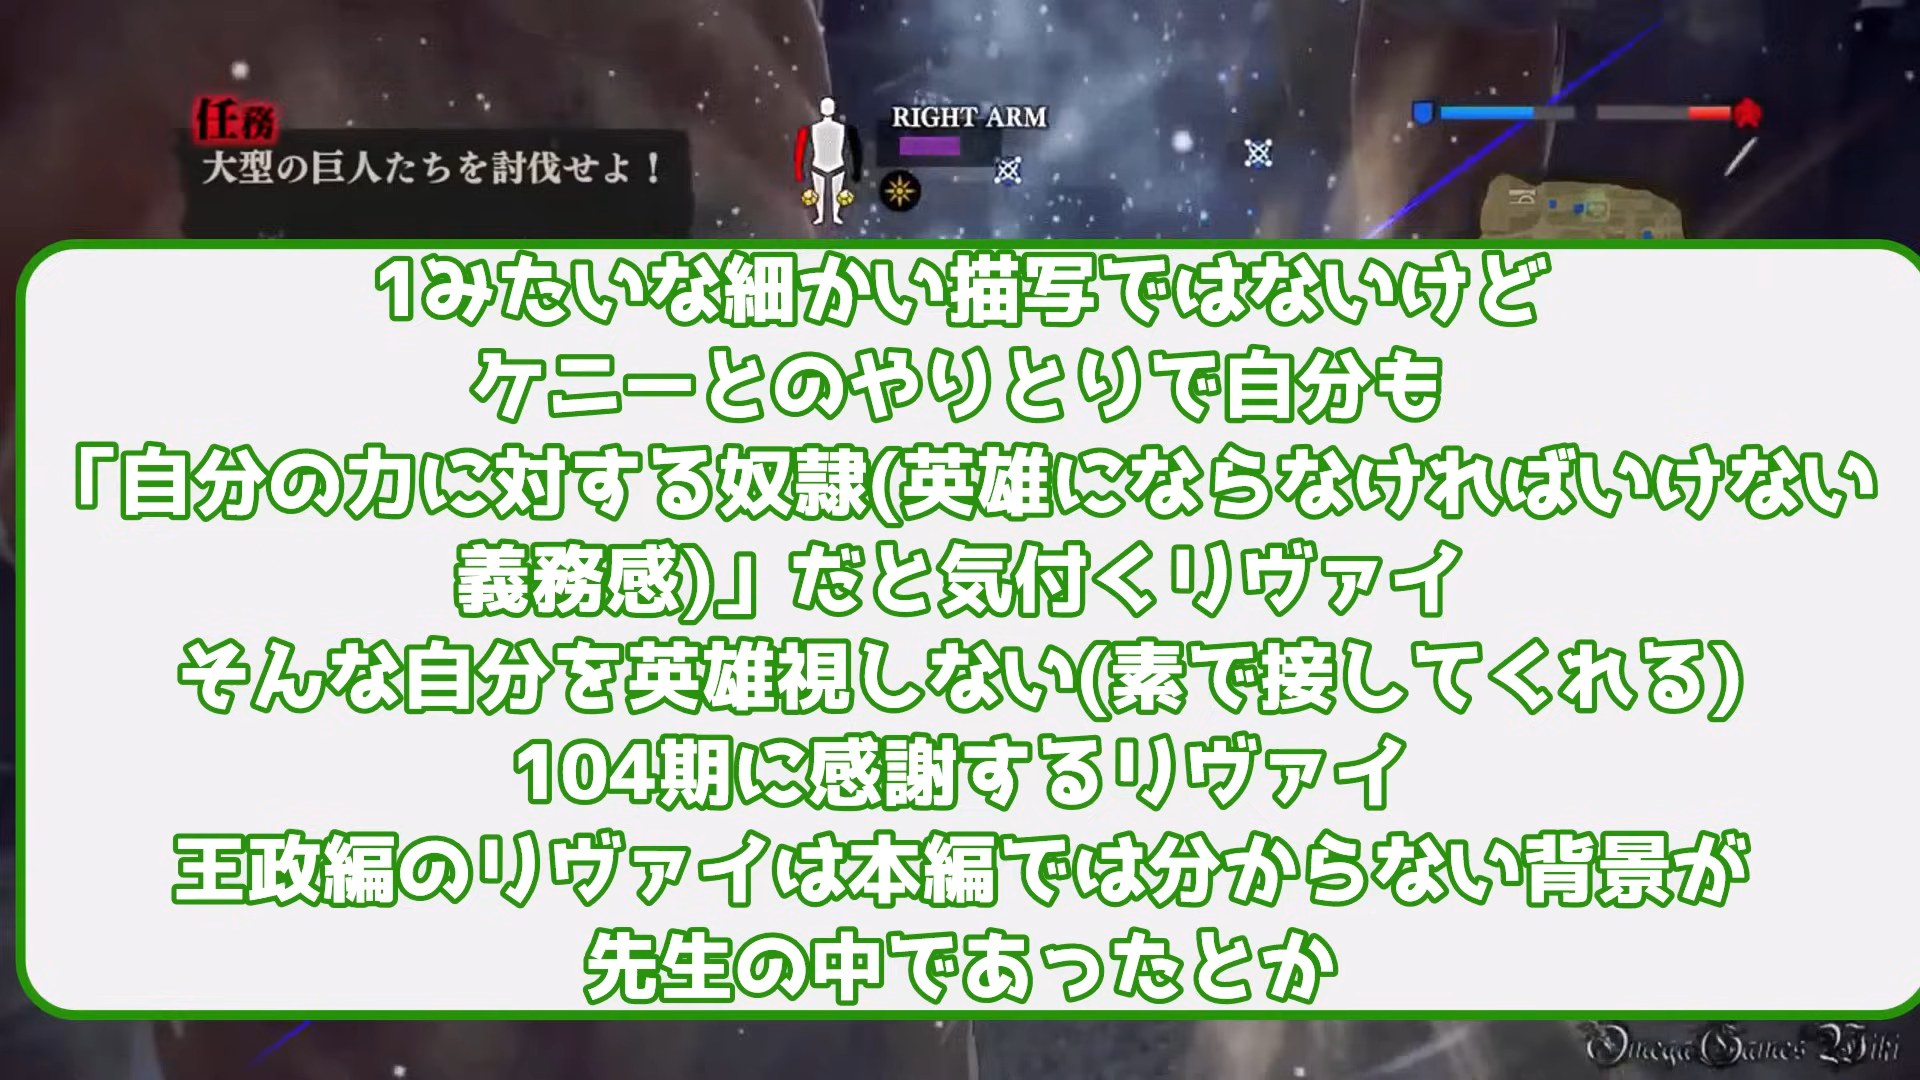 任務
大型の巨人たちを討伐せよ！
RIGHT ARM
1みたいな細かい描写ではないけど
ケニーとのやりとりで自分も
「自分の力に対する奴隷(英雄にならなければいけない
義務感)」だと気付くリヴァイ
そんな自分を英雄視しない(素で接してくれる)
104期に感謝するリヴァイ
王政編のリヴァイは本編では分からない背景が
先生の中であったとか
Omega Games Wiki